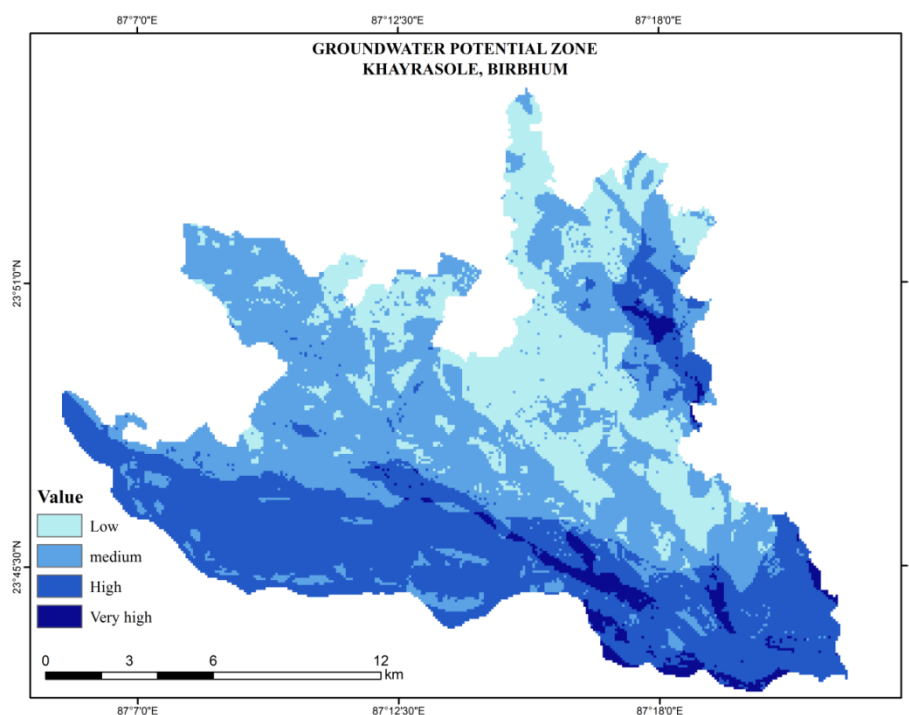 87°7'0"E 87°12'30"E 87°18'0"E
GROUNDWATER POTENTIAL ZONE
KHAYRASOLE, BIRBHUM
23°51'0"N
23°45'30"N
Value
Low
medium
High
Very high
0 3 6 12
km
87°7'0"E 87°12'30"E 87°18'0"E